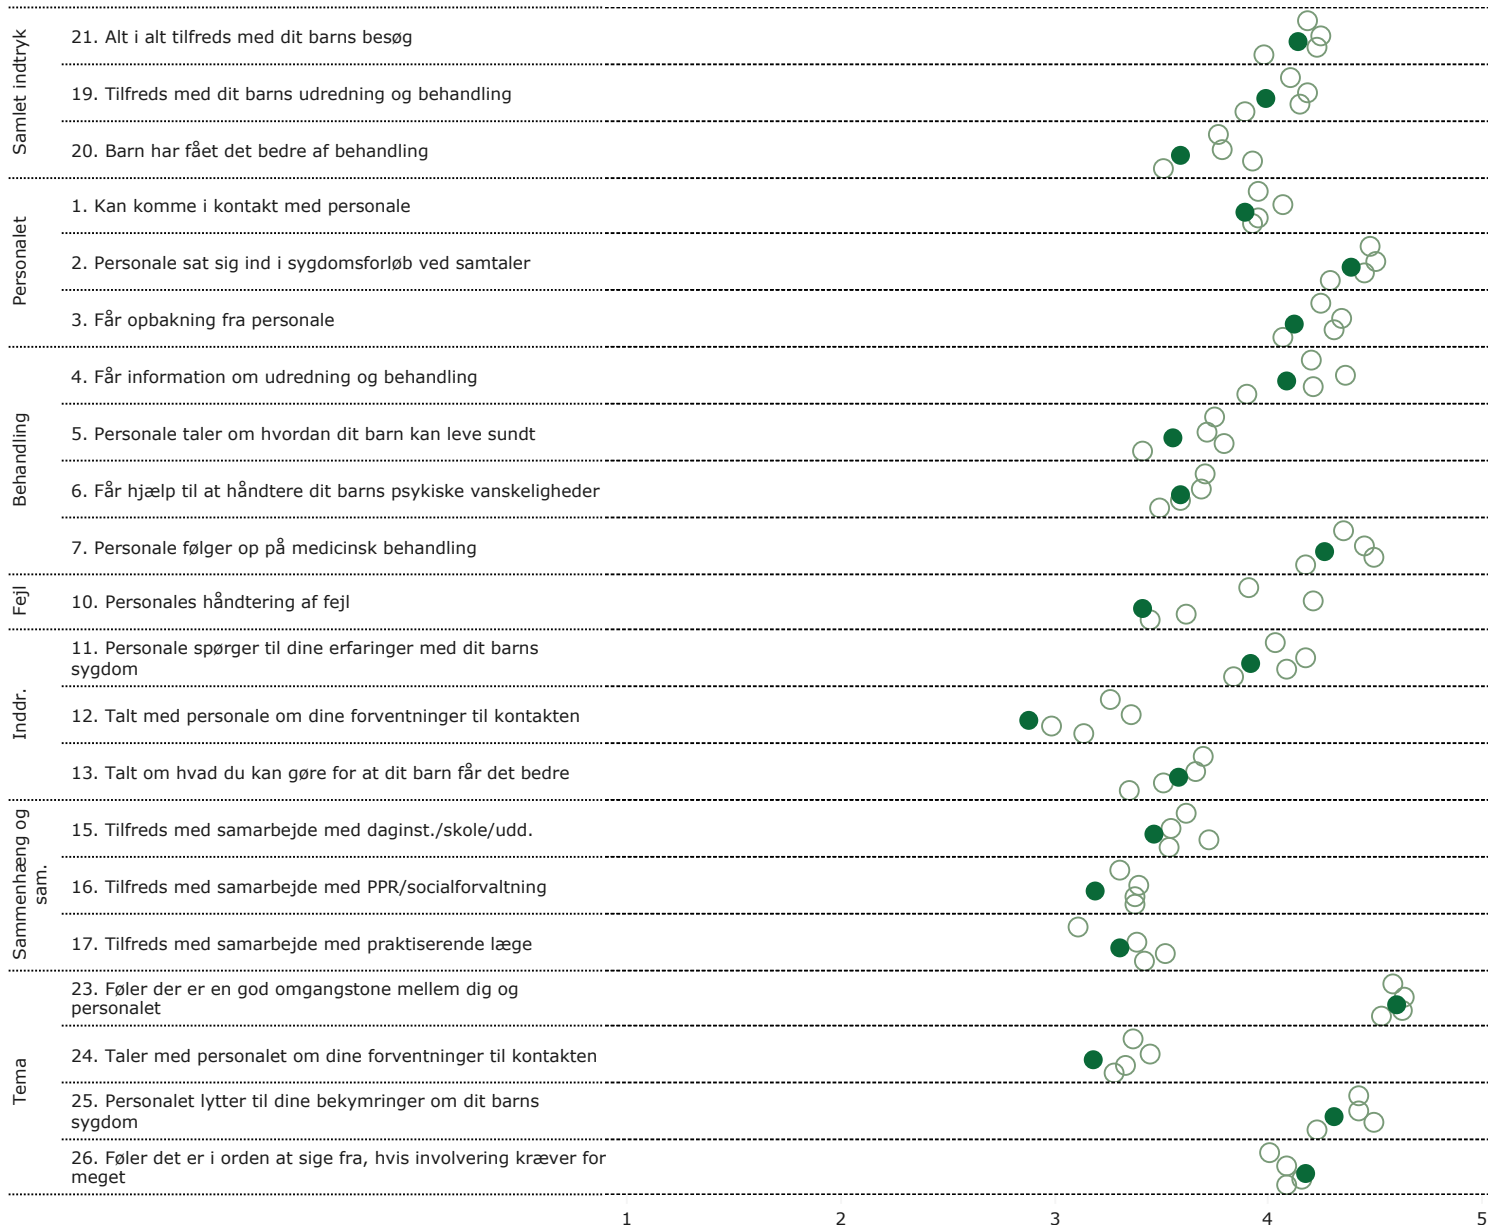 Samlet indtryk
21. Alt i alt tilfreds med dit barns besøg
19. Tilfreds med dit barns udredning og behandling
20. Barn har fået det bedre af behandling
Personalet
1. Kan komme i kontakt med personale
2. Personale sat sig ind i sygdomsforløb ved samtaler
3. Får opbakning fra personale
Behandling
4. Får information om udredning og behandling
5. Personale taler om hvordan dit barn kan leve sundt
6. Får hjælp til at håndtere dit barns psykiske vanskeligheder
7. Personale følger op på medicinsk behandling
Fejl
10. Personales håndtering af fejl
Inddr.
11. Personale spørger til dine erfaringer med dit barns
sygdom
12. Talt med personale om dine forventninger til kontakten
13. Talt om hvad du kan gøre for at dit barn får det bedre
Sammenhæng og
sam.
15. Tilfreds med samarbejde med daginst./skole/udd.
16. Tilfreds med samarbejde med PPR/socialforvaltning
17. Tilfreds med samarbejde med praktiserende læge
Tema
23. Føler der er en god omgangstone mellem dig og
personalet
24. Taler med personalet om dine forventninger til kontakten
25. Personalet lytter til dine bekymringer om dit barns
sygdom
26. Føler det er i orden at sige fra, hvis involvering kræver for
meget
1 2 3 4 5